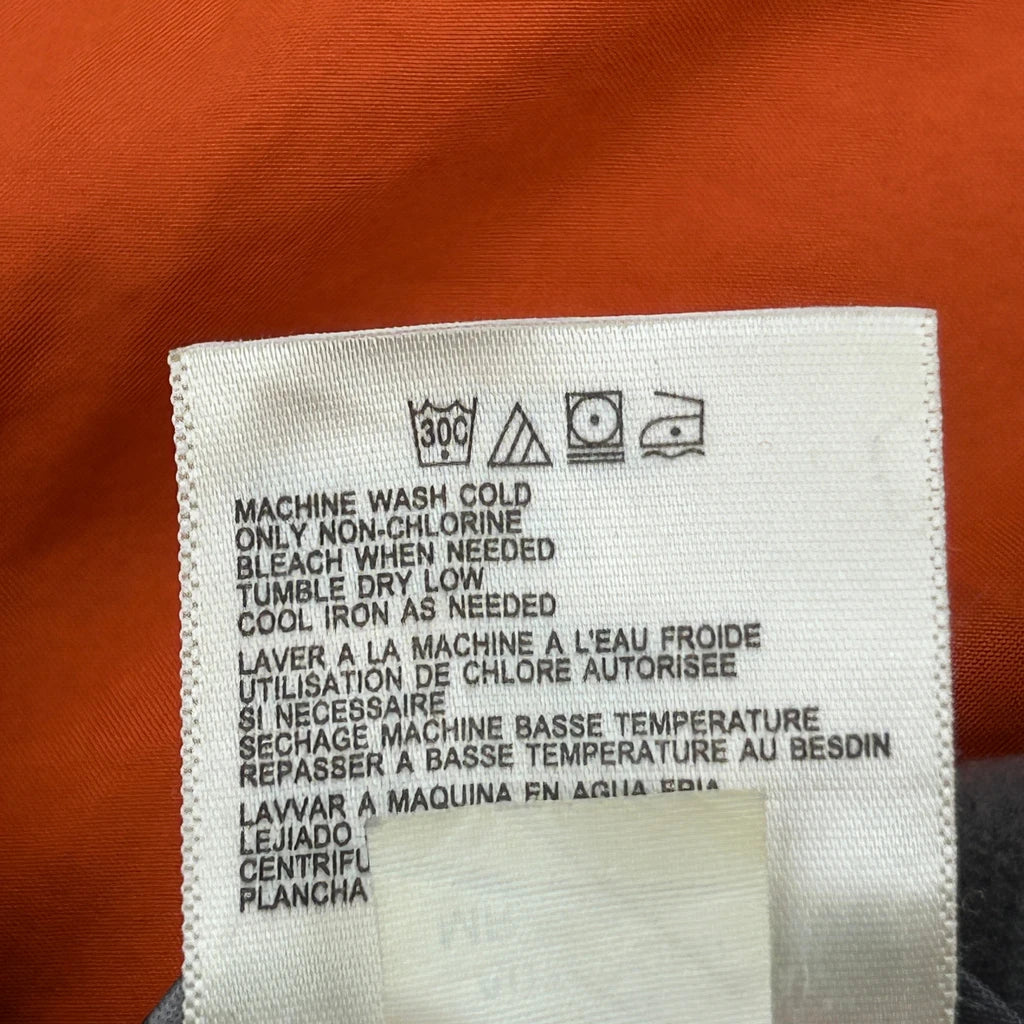 30C
MACHINE WASH COLD
ONLY NON-CHLORINE
BLEACH WHEN NEEDED
TUMBLE DRY LOW
COOL IRON AS NEEDED
LAVER A LA MACHINE A L'EAU FROIDE
UTILISATION DE CHLORE AUTORISEE
SI NECESSAIRE
SECHAGE MACHINE BASSE TEMPERATURE
REPASSER A BASSE TEMPERATURE AU BESDIN
LAVVAR A MAQUINA EN AGUA FRIA
LEJIADO
CENTRIFU
PLANCHA